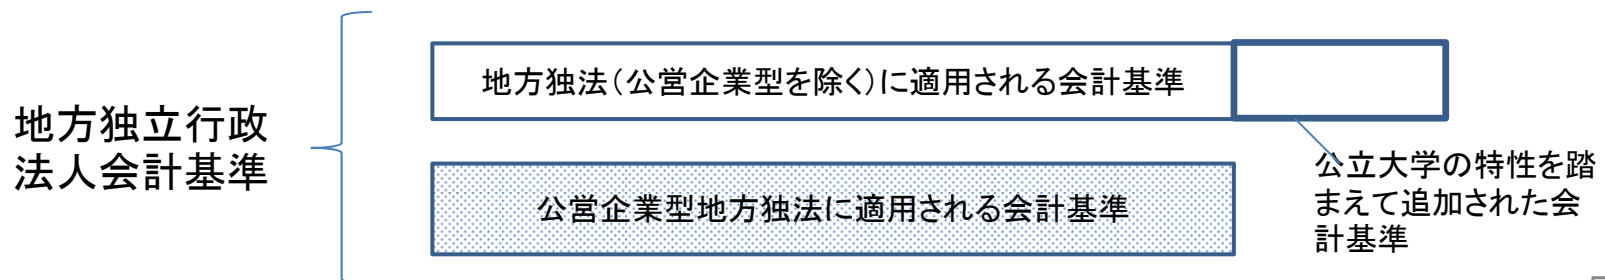 地方独立行政
法人会計基準
地方独法（公営企業型を除く）に適用される会計基準
公営企業型地方独法に適用される会計基準
公立大学の特性を踏
まえて追加された会
計基準